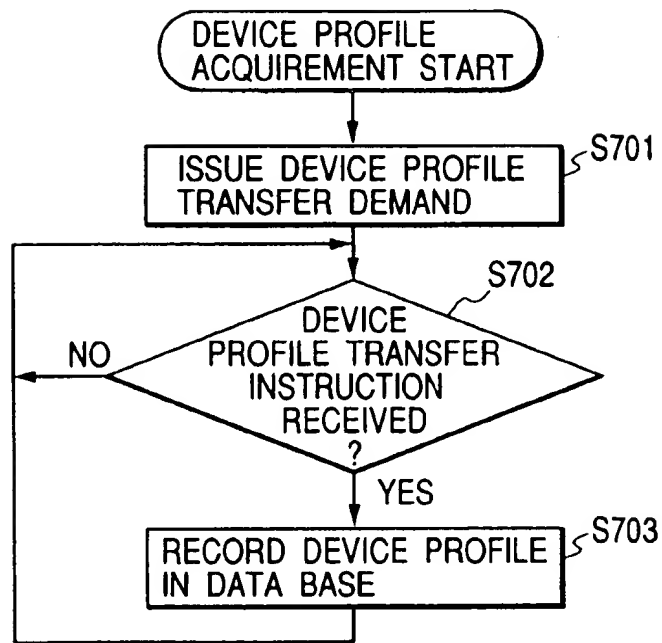 DEVICE PROFILE
ACQUIREMENT START
S701
ISSUE DEVICE PROFILE
TRANSFER DEMAND
S702
DEVICE
PROFILE TRANSFER
INSTRUCTION
RECEIVED
?
NO
YES
S703
RECORD DEVICE PROFILE
IN DATA BASE